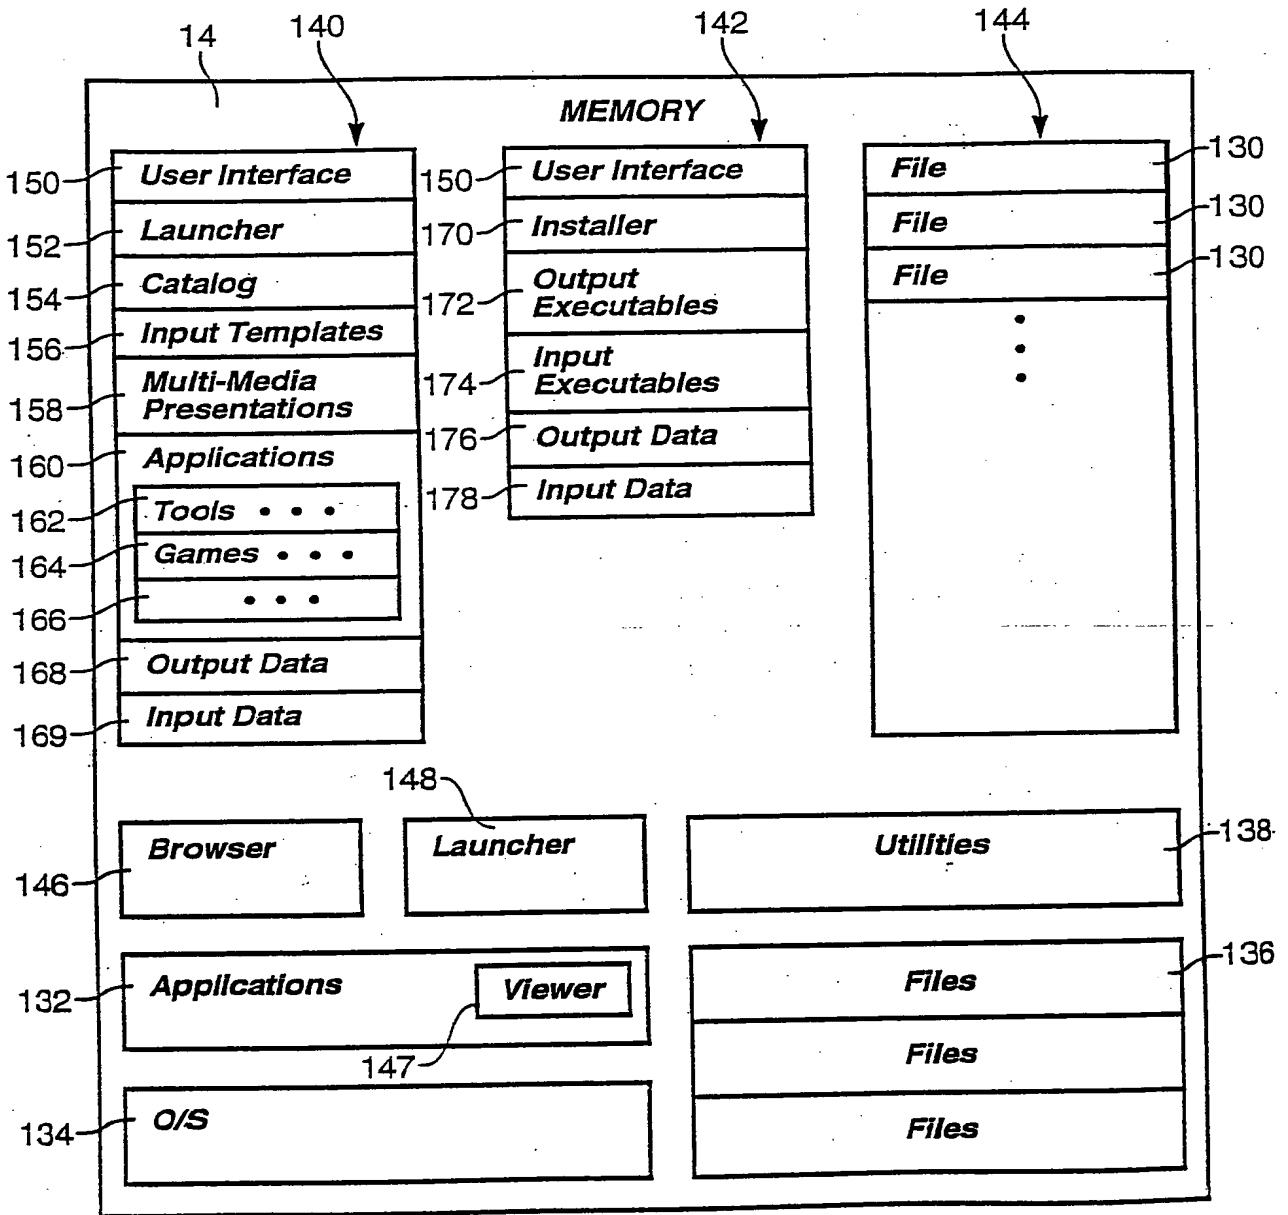 14
140
142
144
MEMORY
150
User Interface
152
Launcher
154
Catalog
156
Input Templates
158
Multi-Media
Presentations
160
Applications
162
Tools • • •
164
Games • • •
166
• • •
168
Output Data
169
Input Data
150
User Interface
170
Installer
172
Output
Executables
174
Input
Executables
176
Output Data
178
Input Data
File
130
File
130
File
130
146
Browser
148
Launcher
Utilities
138
132
Applications
Viewer
147
134
O/S
Files
136
Files
Files